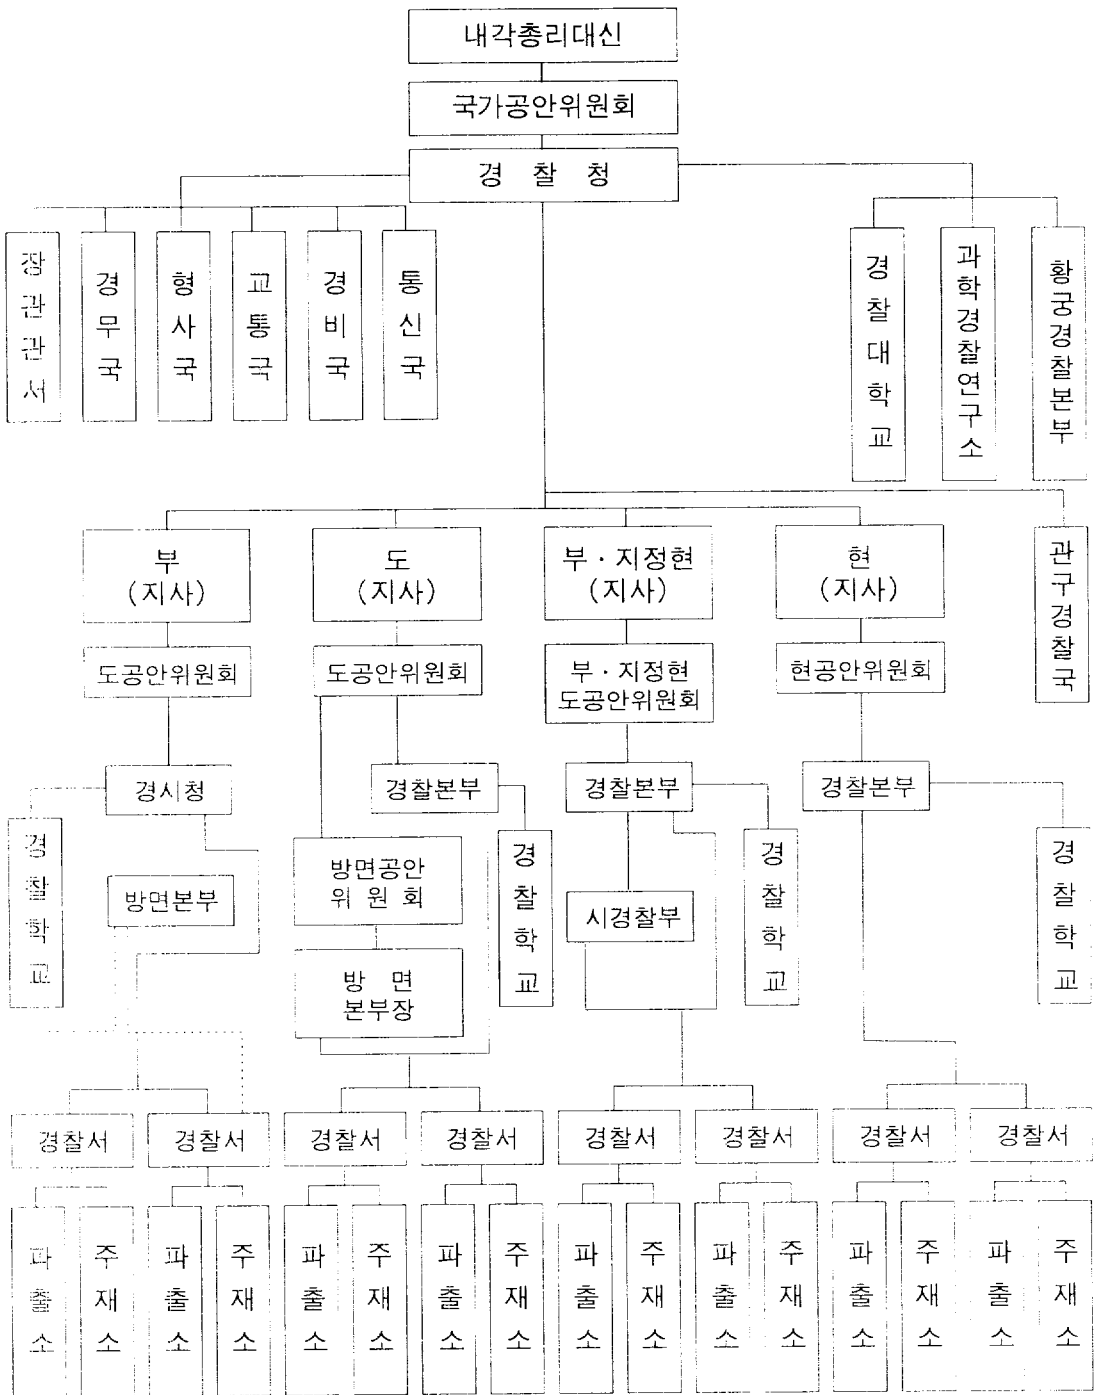 내각총리대신
국가공안위원회
경 찰 청
장관관서
경무국
형사국
교통국
경비국
통신국
경찰대학교
과학경찰연구소
황궁경찰본부
부
(지사)
도
(지사)
부 · 지정현
(지사)
현
(지사)
관구경찰국
도공안위원회
도공안위원회
부 · 지정현
도공안위원회
현공안위원회
경시청
경찰본부
경찰본부
경찰본부
경찰학교
방면본부
방면공안
위 원 회
경찰학교
시경찰부
경찰학교
경찰학교
방 면
본부장
경찰서
경찰서
경찰서
경찰서
경찰서
경찰서
경찰서
경찰서
파출소
주재소
파출소
주재소
파출소
주재소
파출소
주재소
파출소
주재소
파출소
주재소
파출소
주재소
파출소
주재소